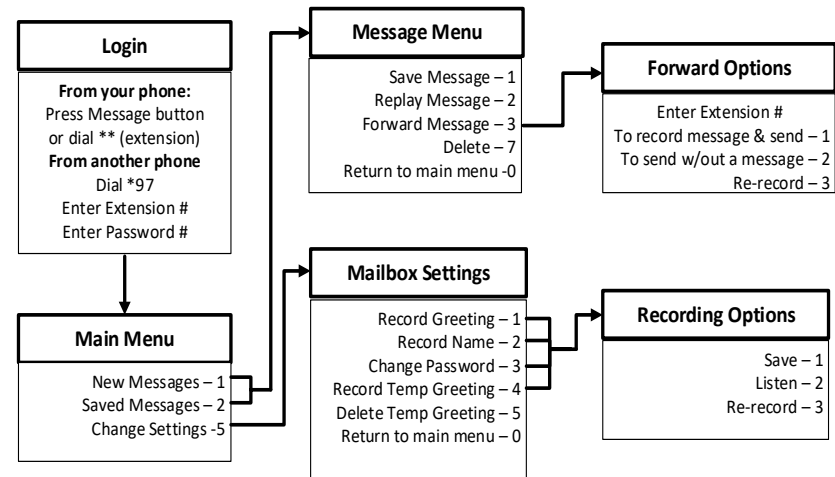 Login
From your phone:
Press Message button
or dial ** (extension)
From another phone
Dial *97
Enter Extension #
Enter Password #
Main Menu
New Messages – 1
Saved Messages – 2
Change Settings -5
Message Menu
Save Message – 1
Replay Message – 2
Forward Message – 3
Delete – 7
Return to main menu -0
Forward Options
Enter Extension #
To record message & send – 1
To send w/out a message – 2
Re-record – 3
Mailbox Settings
Record Greeting – 1
Record Name – 2
Change Password – 3
Record Temp Greeting – 4
Delete Temp Greeting – 5
Return to main menu – 0
Recording Options
Save – 1
Listen – 2
Re-record – 3